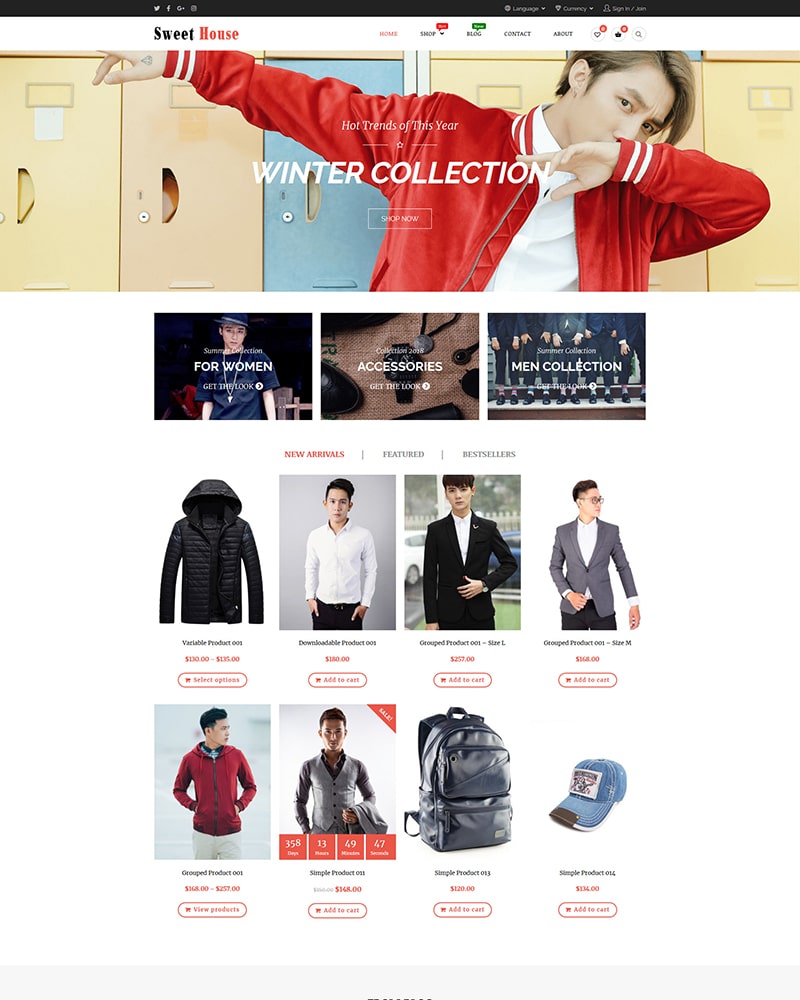 Language Currency Sign In / Join
Sweet House
HOME SHOP BLOG CONTACT ABOUT
Hot New
0 0
Hot Trends of This Year
WINTER COLLECTION
SHOP NOW
Summer Collection
FOR WOMEN
GET THE LOOK
Collection 2018
ACCESSORIES
GET THE LOOK
Summer Collection
MEN COLLECTION
GET THE LOOK
NEW ARRIVALS | FEATURED | BESTSELLERS
Variable Product 001
$130.00 – $135.00
Select options
Downloadable Product 001
$180.00
Add to cart
Grouped Product 001 – Size L
$257.00
Add to cart
Grouped Product 001 – Size M
$168.00
Add to cart
Grouped Product 001
$168.00 – $257.00
View products
SALE!
358 13 49 47
Days Hours Minutes Seconds
Simple Product 011
$148.00
Add to cart
Simple Product 013
$120.00
Add to cart
Simple Product 014
$134.00
Add to cart